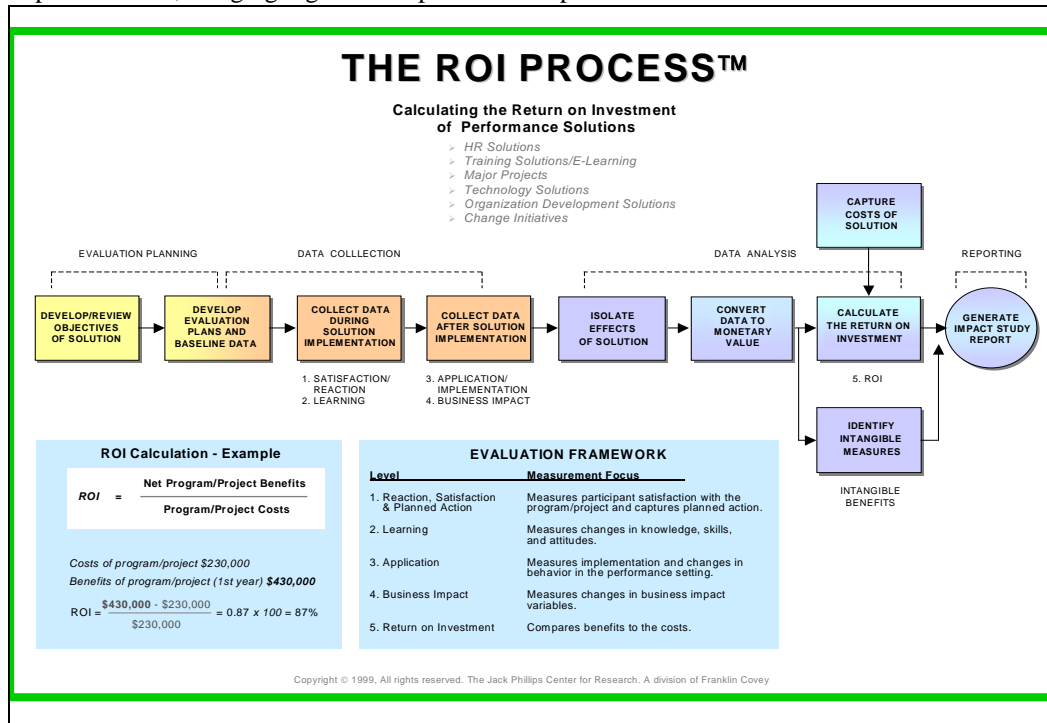 THE ROI PROCESS™
Calculating the Return on Investment
of Performance Solutions
➢ HR Solutions
➢ Training Solutions/E-Learning
➢ Major Projects
➢ Technology Solutions
➢ Organization Development Solutions
➢ Change Initiatives
CAPTURE
COSTS OF
SOLUTION
EVALUATION PLANNING
DATA COLLLECTION
DATA ANALYSIS
REPORTING
DEVELOP/REVIEW
OBJECTIVES
OF SOLUTION
DEVELOP
EVALUATION
PLANS AND
BASELINE DATA
COLLECT DATA
DURING
SOLUTION
IMPLEMENTATION
COLLECT DATA
AFTER SOLUTION
IMPLEMENTATION
ISOLATE
EFFECTS
OF SOLUTION
CONVERT
DATA TO
MONETARY
VALUE
CALCULATE
THE RETURN ON
INVESTMENT
GENERATE
IMPACT STUDY
REPORT
1. SATISFACTION/
REACTION
2. LEARNING
3. APPLICATION/
IMPLEMENTATION
4. BUSINESS IMPACT
5. ROI
IDENTIFY
INTANGIBLE
MEASURES
INTANGIBLE
BENEFITS
ROI Calculation - Example
ROI = Net Program/Project Benefits
Program/Project Costs
Costs of program/project $230,000
Benefits of program/project (1st year) $430,000
ROI = $430,000 - $230,000 = 0.87 x 100 = 87%
$230,000
EVALUATION FRAMEWORK
Level Measurement Focus
1. Reaction, Satisfaction Measures participant satisfaction with the
& Planned Action program/project and captures planned action.
2. Learning Measures changes in knowledge, skills,
and attitudes.
3. Application Measures implementation and changes in
behavior in the performance setting.
4. Business Impact Measures changes in business impact
variables.
5. Return on Investment Compares benefits to the costs.
Copyright © 1999, All rights reserved. The Jack Phillips Center for Research. A division of Franklin Covey